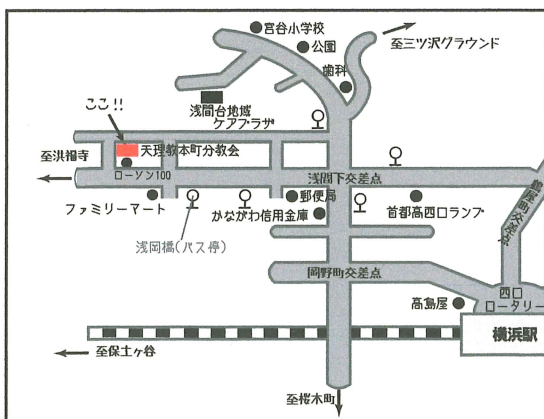 宮谷小学校
公園
至三ツ沢グラウンド
歯科
浅間台地域
ケアプラザ
ここ!!
天理教本町分教会
至洪福寺
ローソン100
浅間下交差点
鶴屋町交差点
ファミリーマート
郵便局
かながわ信用金庫
首都高西口ランプ
浅岡橋(バス停)
岡野町交差点
西口
ロータリー
高島屋
横浜駅
至保土ヶ谷
至桜木町